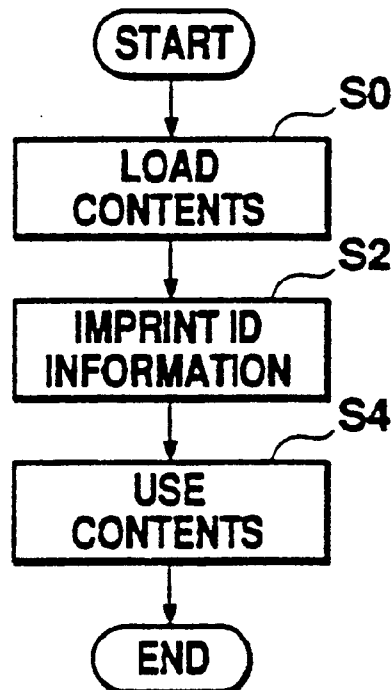 START
S0
LOAD
CONTENTS
S2
IMPRINT ID
INFORMATION
S4
USE
CONTENTS
END